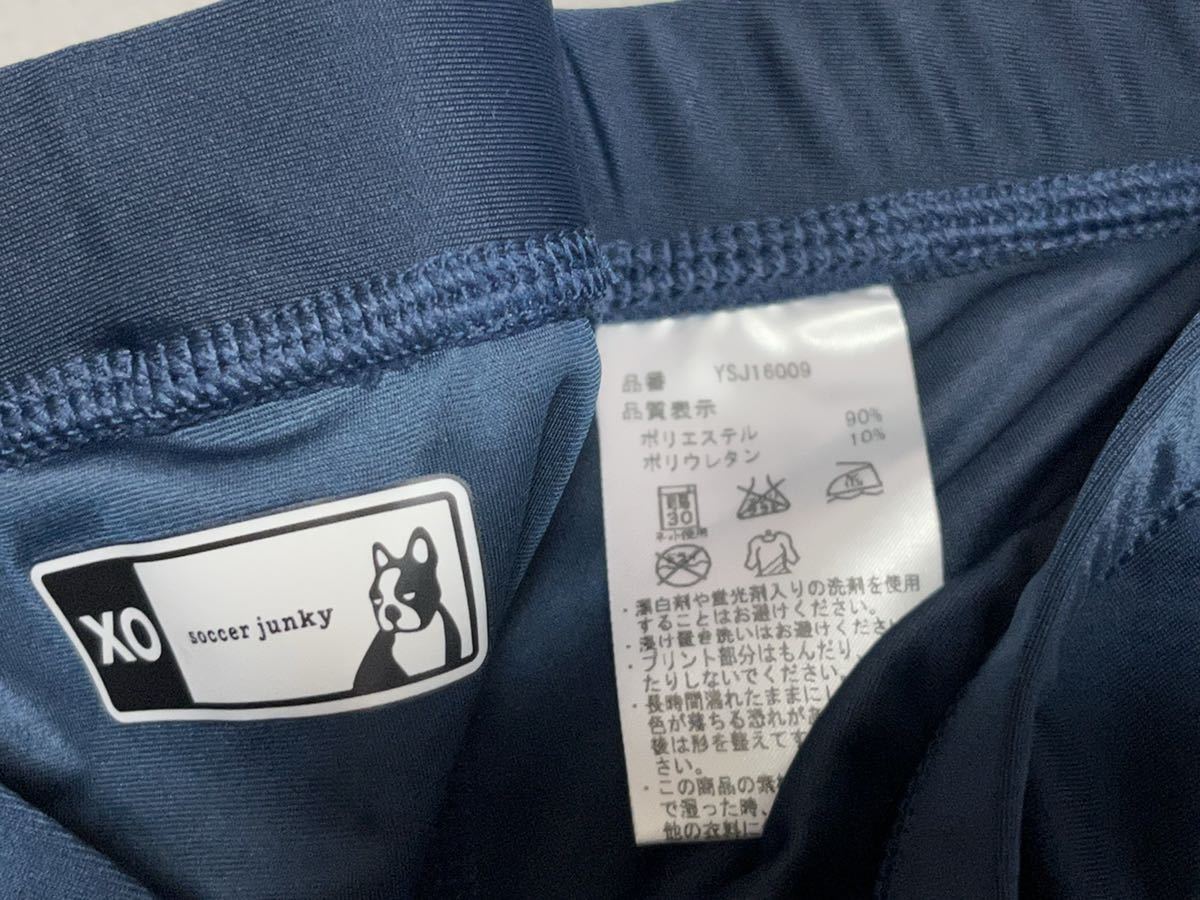 XO
soccer junky
品番 YSJ16009
品質表示
ポリエステル 90%
ポリウレタン 10%
30
ネット使用
・漂白剤や蛍光剤入りの洗剤を使用
することはお避けください。
・浸け置き洗いはお避けください
・プリント部分はもんだり、
たりしないでください。
・長時間濡れたままにし
色が落ちる恐れがあ
後は形を整えてす
さい。
・この商品の素
で湿った時、
他の衣料に